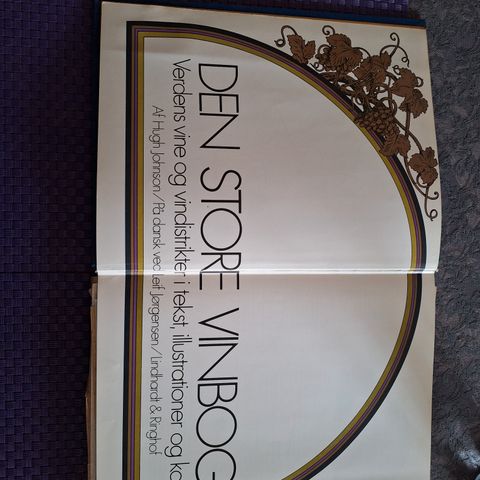 DEN STORE VINBOG
Verdens vine og vindistrikter i tekst, illustrationer og
Af Hugh Johnson/På dansk ved Leif Jørgensen/Lindhardt & Ringhof